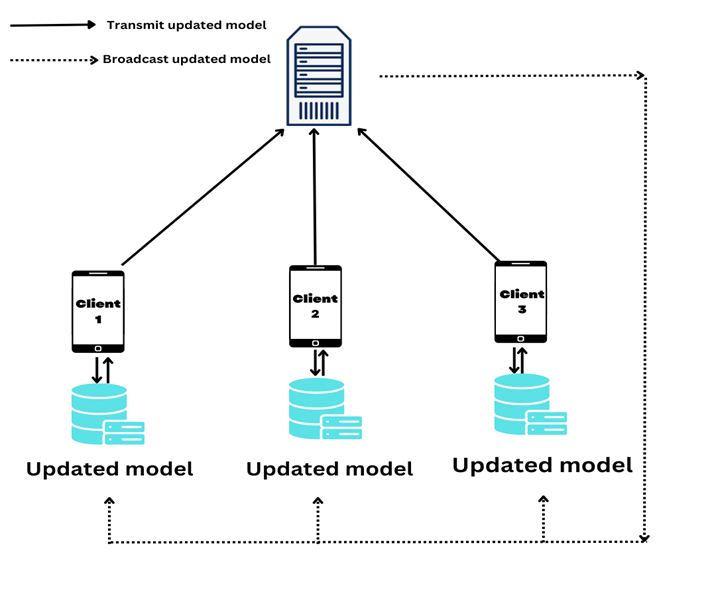 Transmit updated model
Broadcast updated model
Client
1
Client
2
Client
3
Updated model
Updated model
Updated model